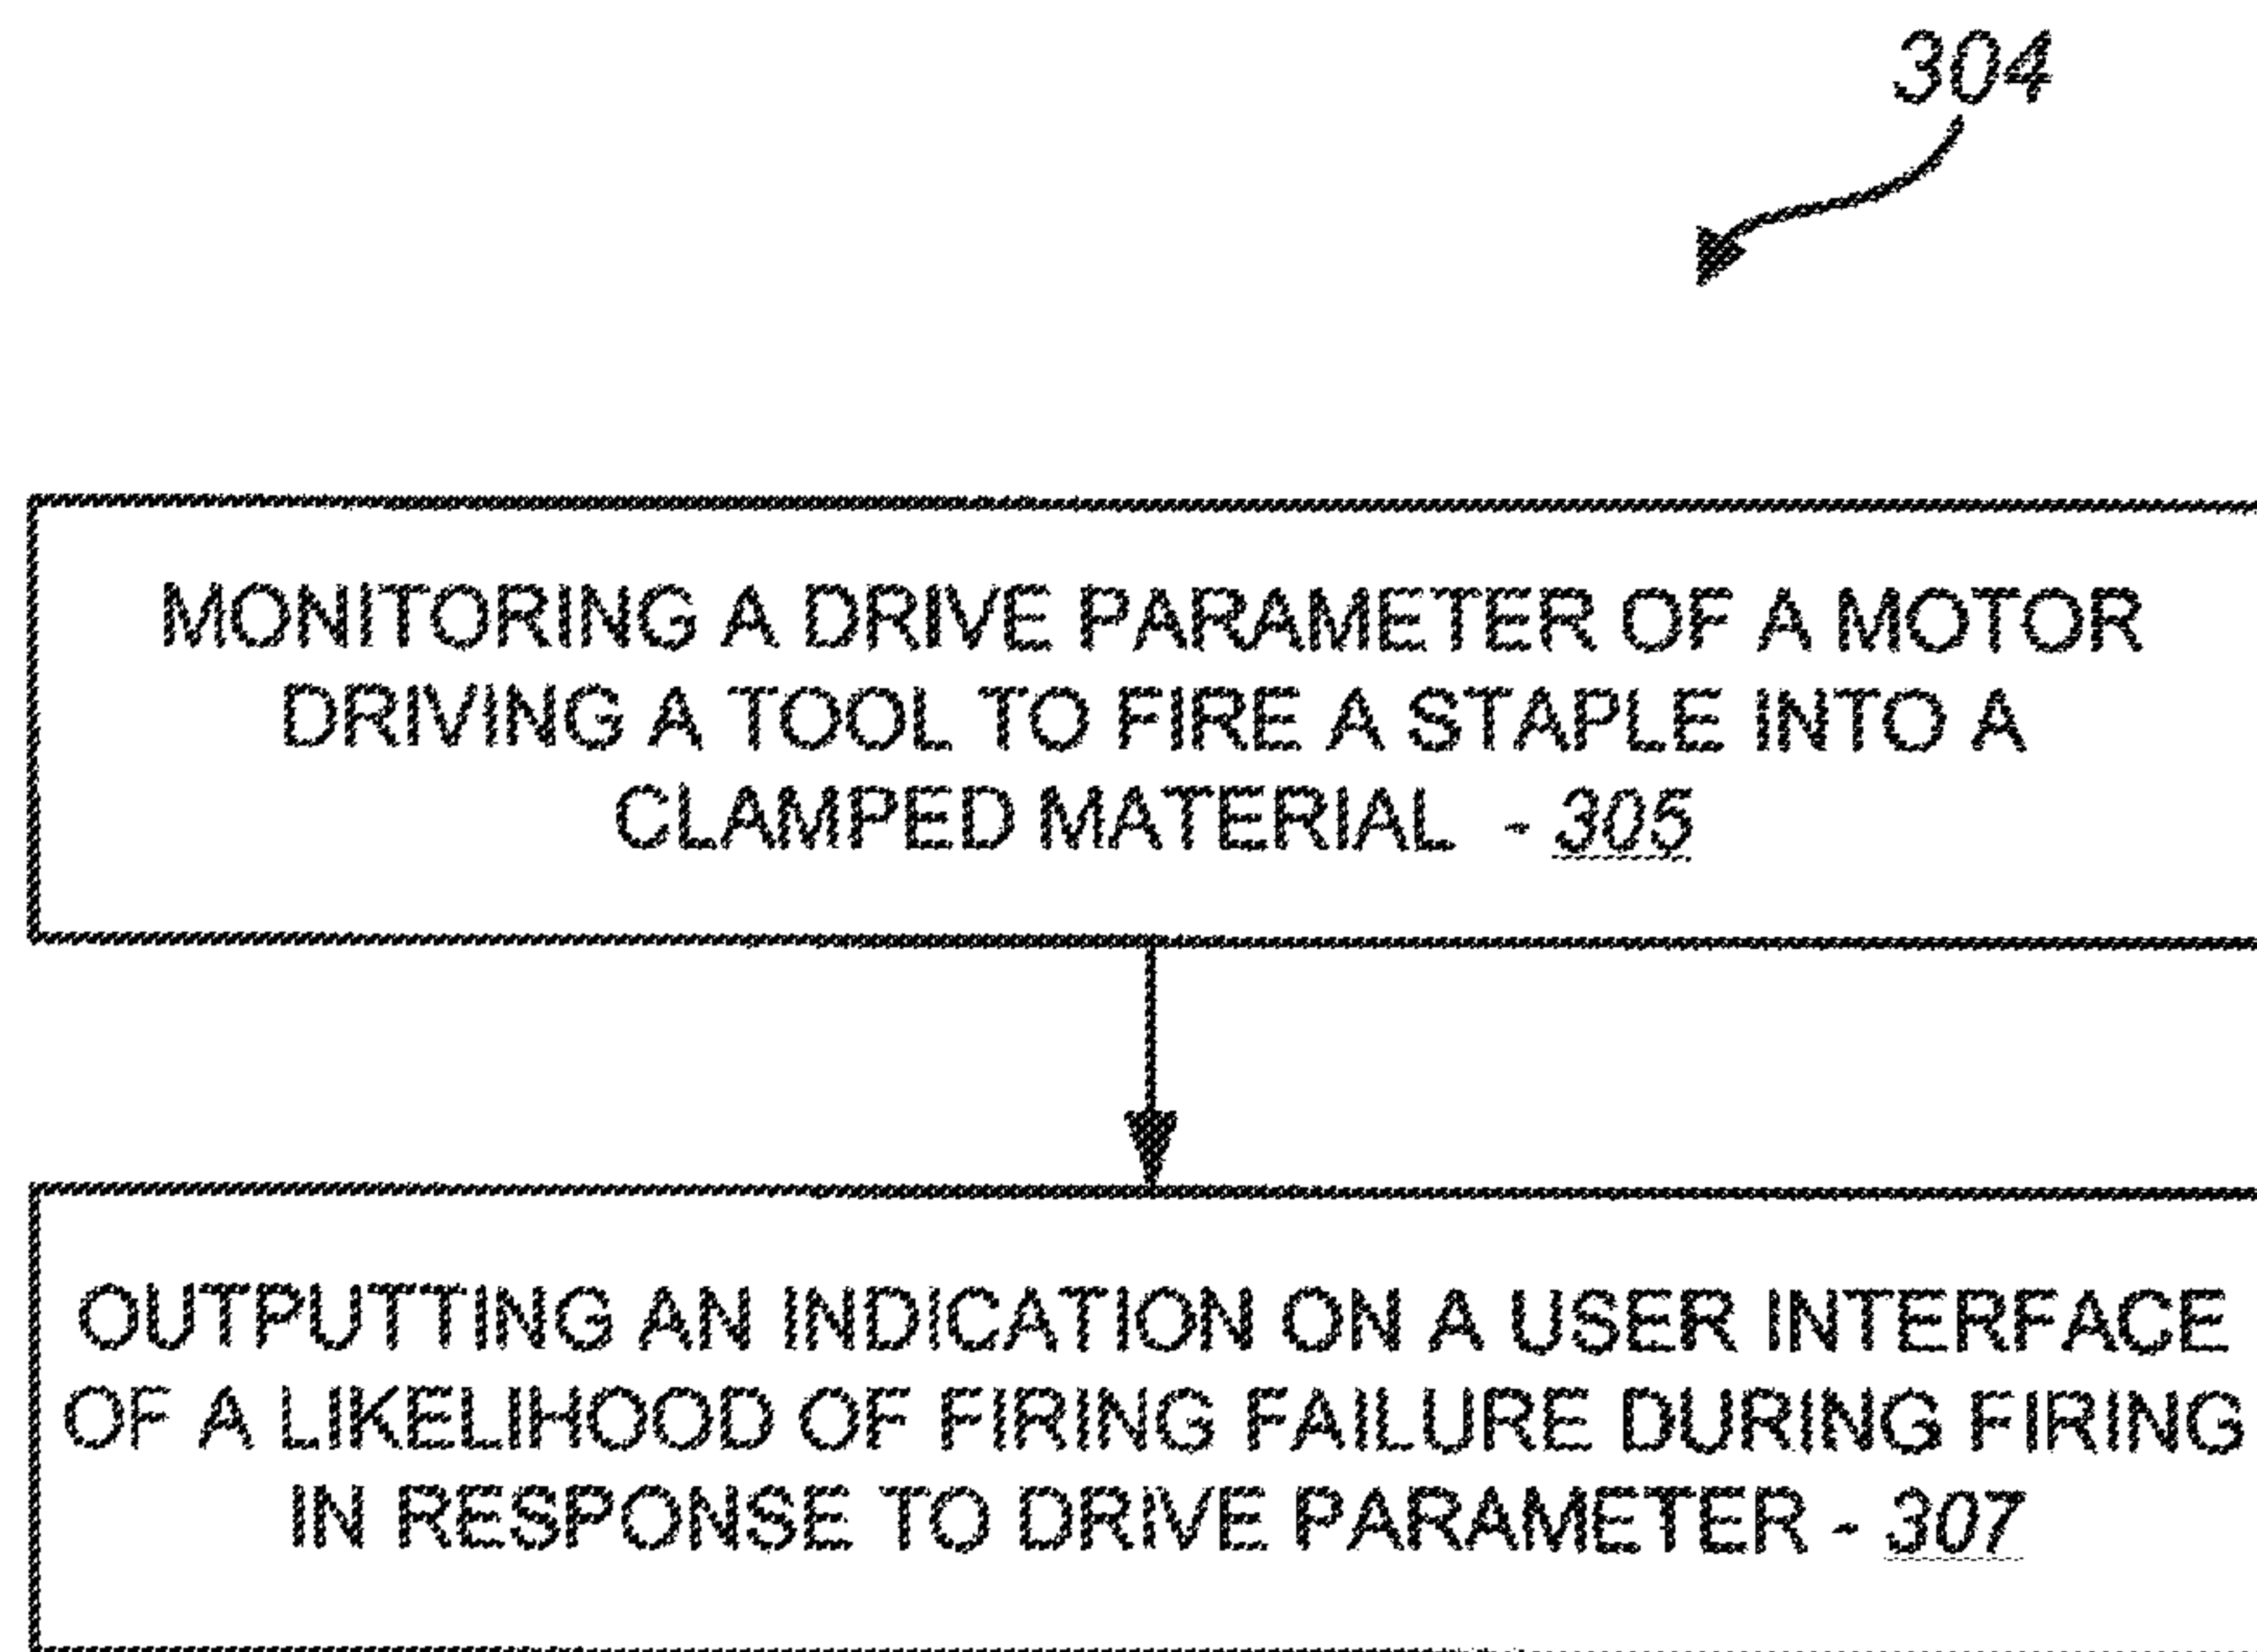 304
MONITORING A DRIVE PARAMETER OF A MOTOR
DRIVING A TOOL TO FIRE A STAPLE INTO A
CLAMPED MATERIAL - 305
OUTPUTTING AN INDICATION ON A USER INTERFACE
OF A LIKELIHOOD OF FIRING FAILURE DURING FIRING
IN RESPONSE TO DRIVE PARAMETER - 307